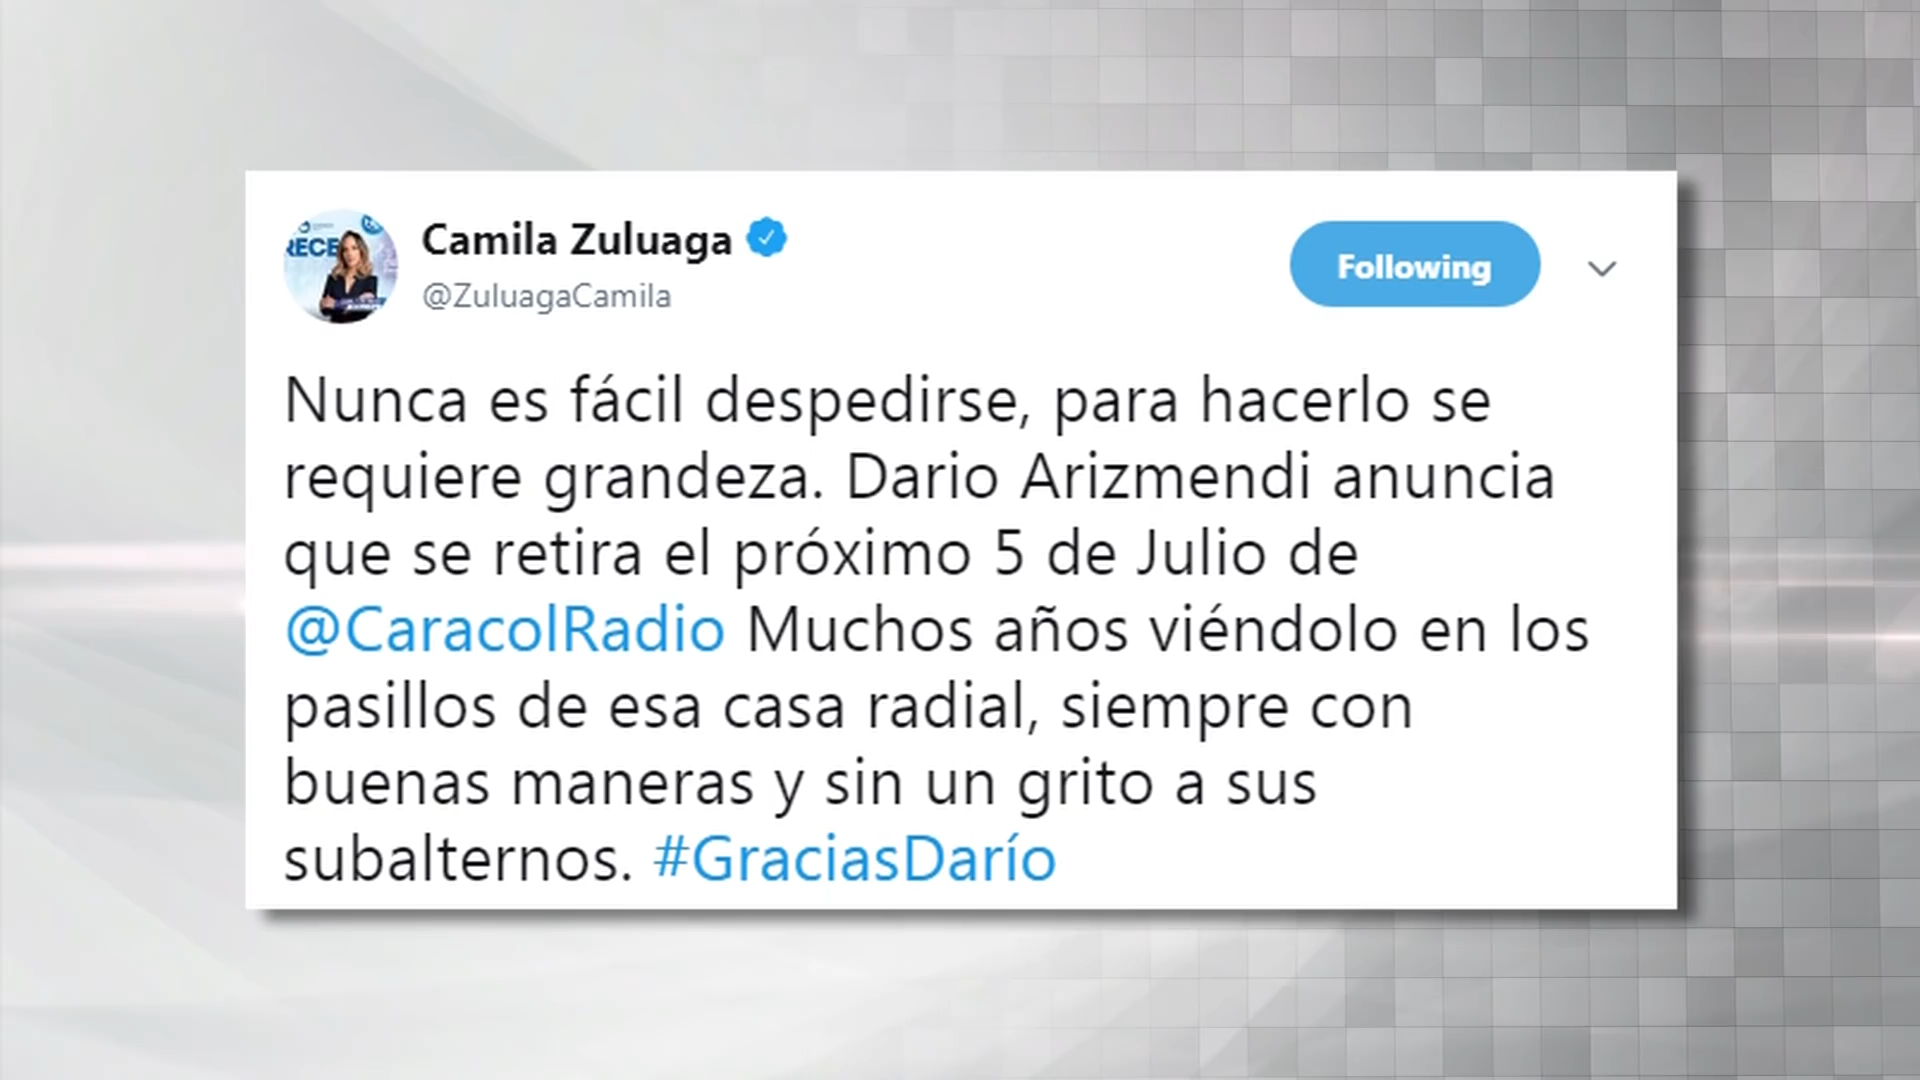 RECE
Camila Zuluaga
@ZuluagaCamila
Following
Nunca es fácil despedirse, para hacerlo se
requiere grandeza. Dario Arizmendi anuncia
que se retira el próximo 5 de Julio de
@CaracolRadio Muchos años viéndolo en los
pasillos de esa casa radial, siempre con
buenas maneras y sin un grito a sus
subalternos. #GraciasDarío